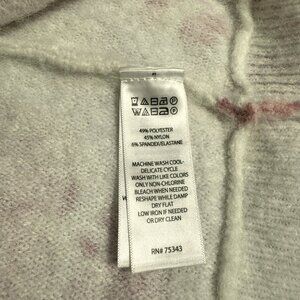 49% POLYESTER
45% NYLON
6% SPANDEX/ELASTANE
MACHINE WASH COOL-
DELICATE CYCLE
WASH WITH LIKE COLORS
ONLY NON-CHLORINE
BLEACH WHEN NEEDED
RESHAPE WHILE DAMP
DRY FLAT
LOW IRON IF NEEDED
OR DRY CLEAN
RN# 75343